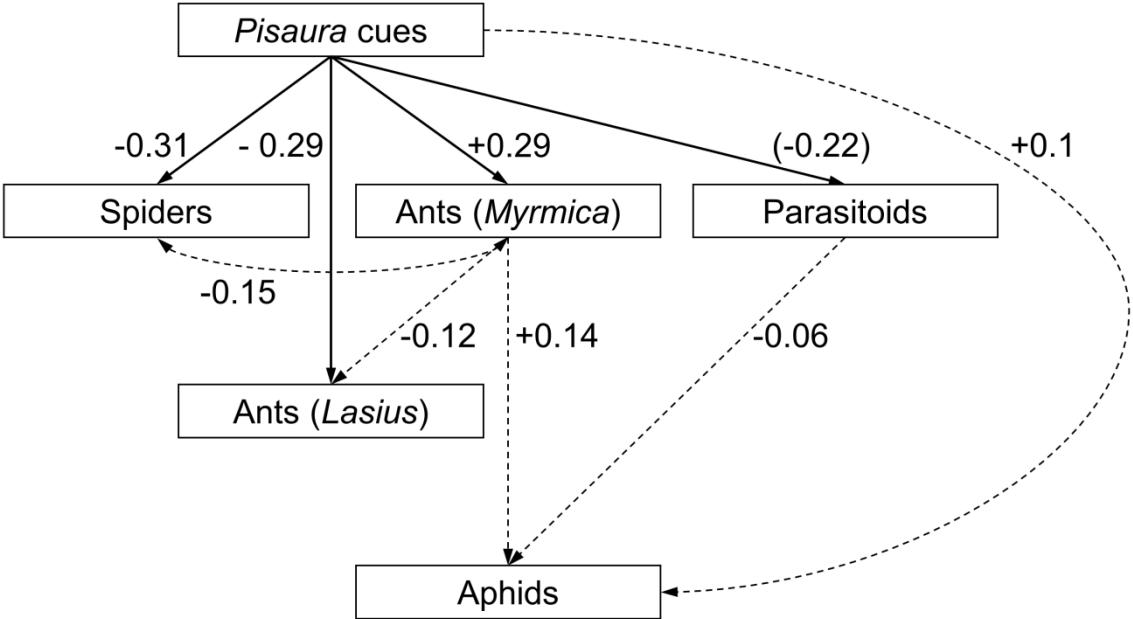 Pisaura cues
-0.31
- 0.29
+0.29
(-0.22)
+0.1
Spiders
Ants (Myrmica)
Parasitoids
-0.15
-0.12
+0.14
-0.06
Ants (Lasius)
Aphids